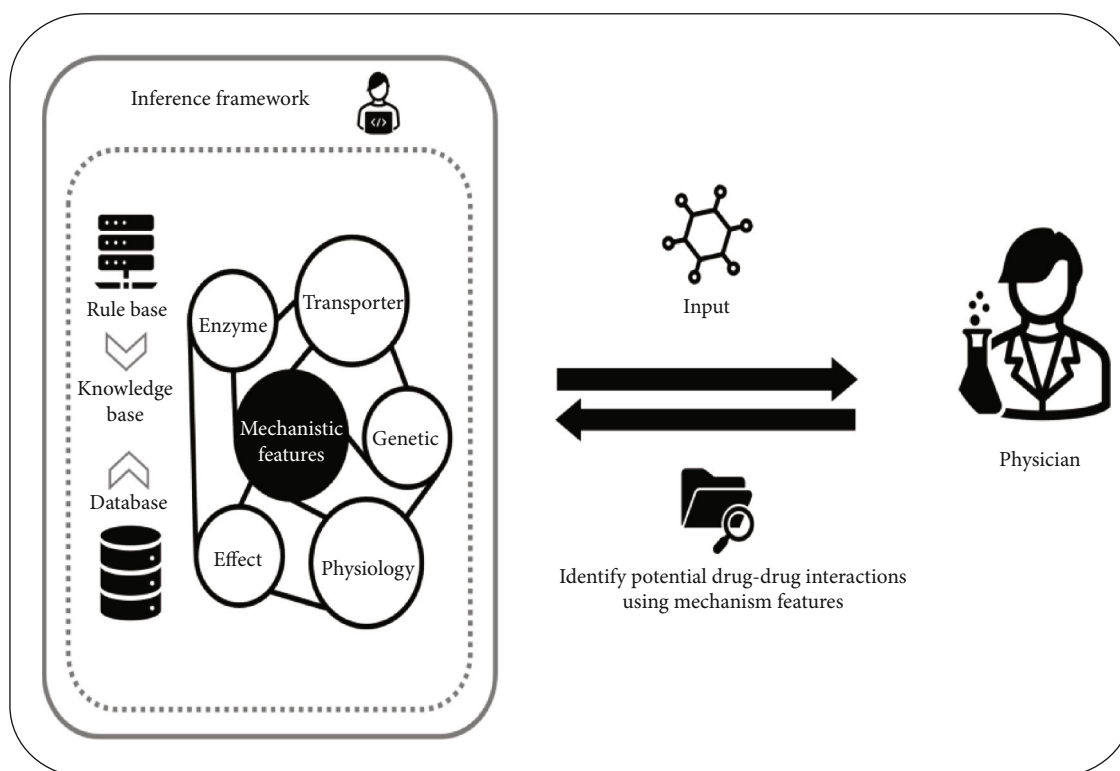 Inference framework
</>
Rule base
Knowledge
base
Database
Enzyme
Transporter
Mechanistic
features
Genetic
Effect
Physiology
Input
Identify potential drug-drug interactions
using mechanism features
Physician